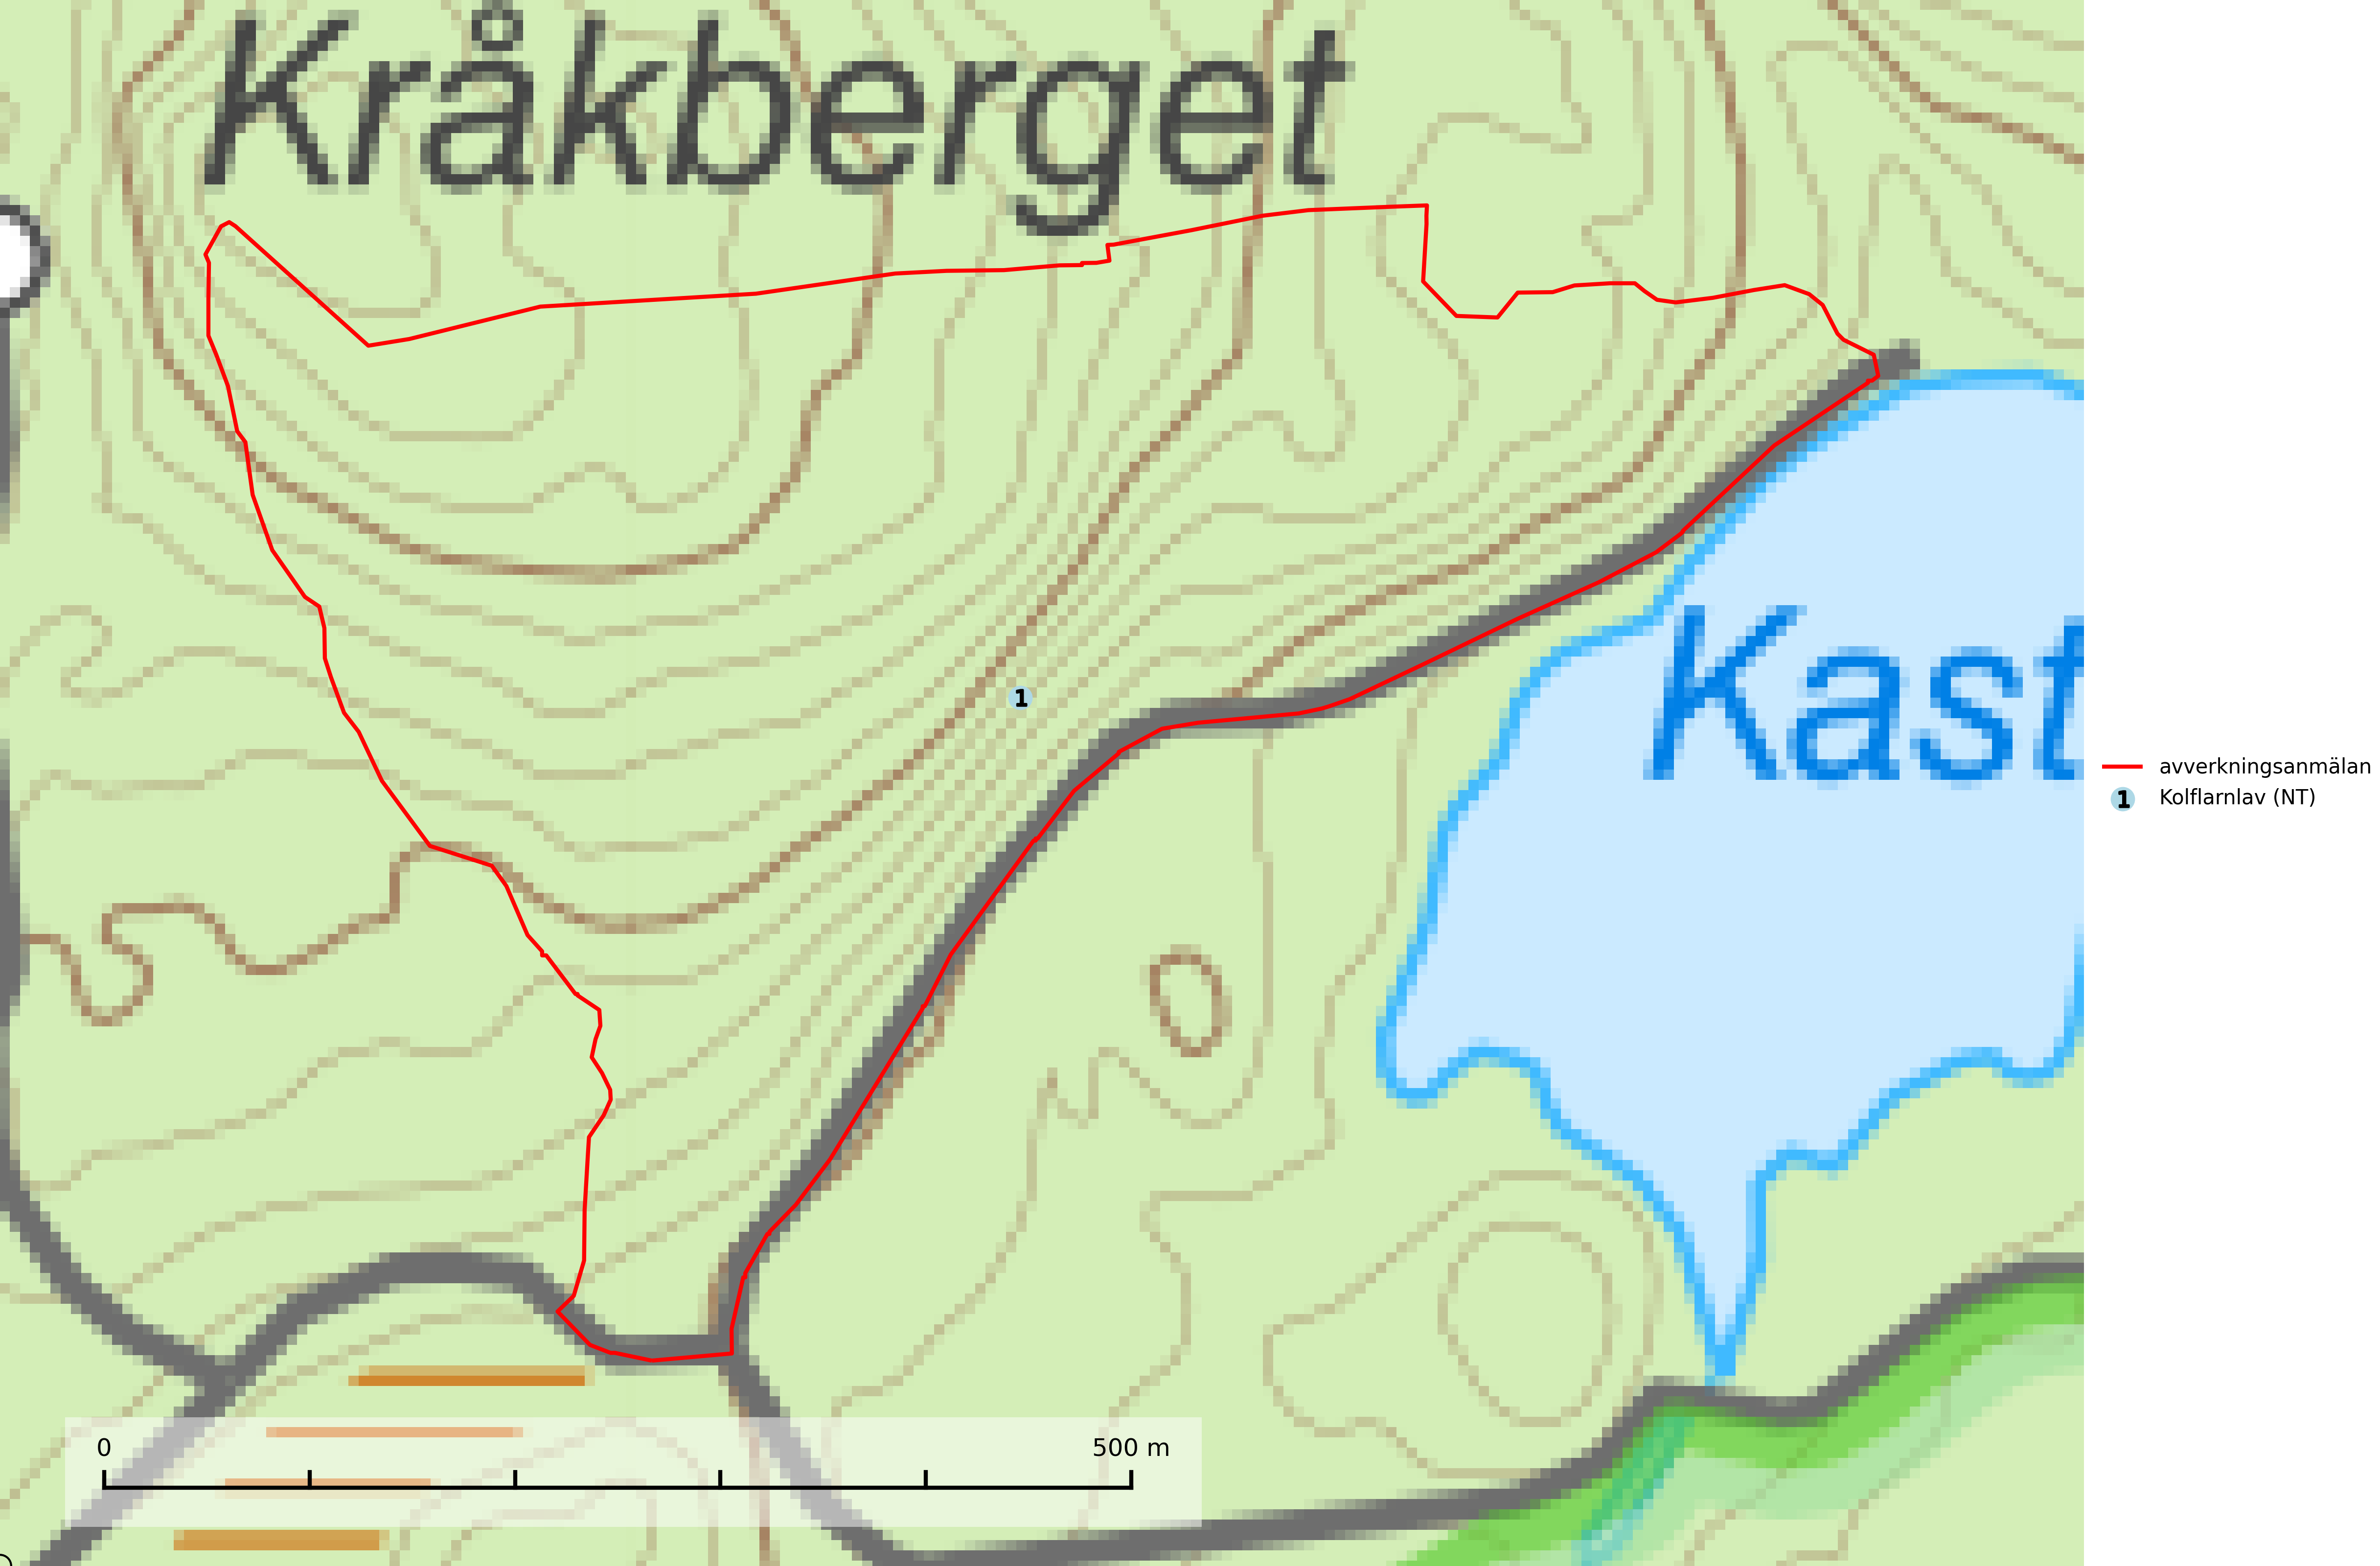 Kråkberget
Kast
1
avverkningsanmälan
1 Kolflarnlav (NT)
0 500 m